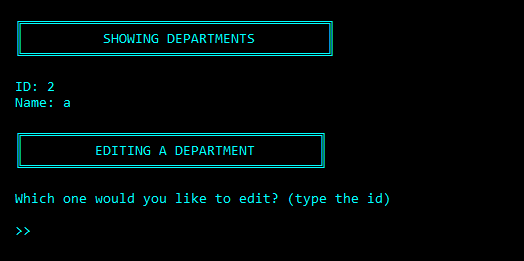 SHOWING DEPARTMENTS
ID: 2
Name: a
EDITING A DEPARTMENT
Which one would you like to edit? (type the id)
>>